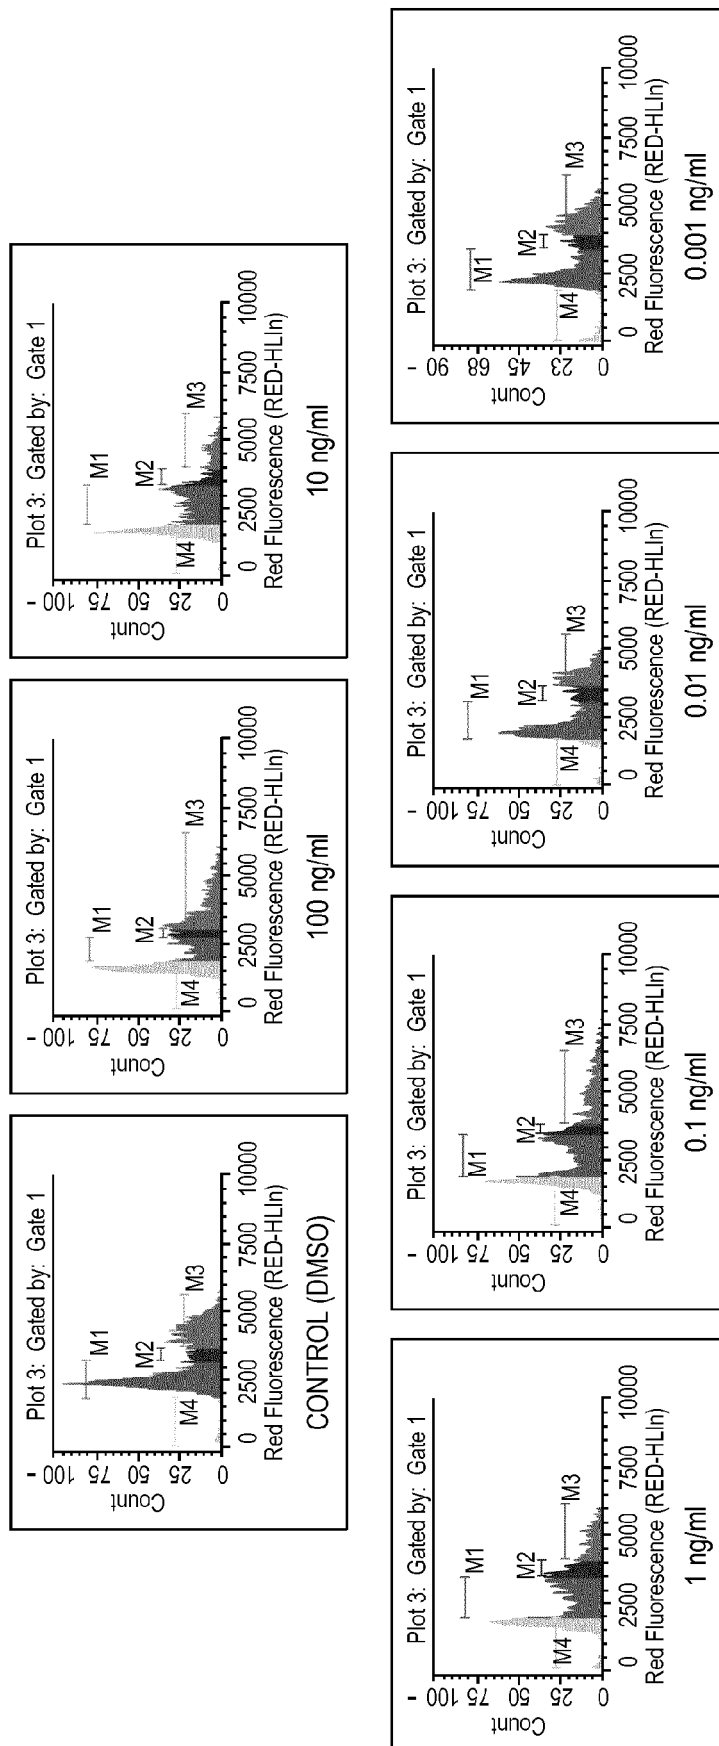 Plot 3: Gated by: Gate 1
100
75
50
25
0
Count
M1
M2
M3
M4
0 2500 5000 7500 10000
Red Fluorescence (RED-HLIn)
CONTROL (DMSO)
Plot 3: Gated by: Gate 1
100
75
50
25
0
Count
M1
M2
M3
M4
0 2500 5000 7500 10000
Red Fluorescence (RED-HLIn)
100 ng/ml
Plot 3: Gated by: Gate 1
100
75
50
25
0
Count
M1
M2
M3
M4
0 2500 5000 7500 10000
Red Fluorescence (RED-HLIn)
10 ng/ml
Plot 3: Gated by: Gate 1
100
75
50
25
0
Count
M1
M2
M3
M4
0 2500 5000 7500 10000
Red Fluorescence (RED-HLIn)
1 ng/ml
Plot 3: Gated by: Gate 1
100
75
50
25
0
Count
M1
M2
M3
M4
0 2500 5000 7500 10000
Red Fluorescence (RED-HLIn)
0.1 ng/ml
Plot 3: Gated by: Gate 1
100
75
50
25
0
Count
M1
M2
M3
M4
0 2500 5000 7500 10000
Red Fluorescence (RED-HLIn)
0.01 ng/ml
Plot 3: Gated by: Gate 1
90
68
45
23
0
Count
M1
M2
M3
M4
0 2500 5000 7500 10000
Red Fluorescence (RED-HLIn)
0.001 ng/ml